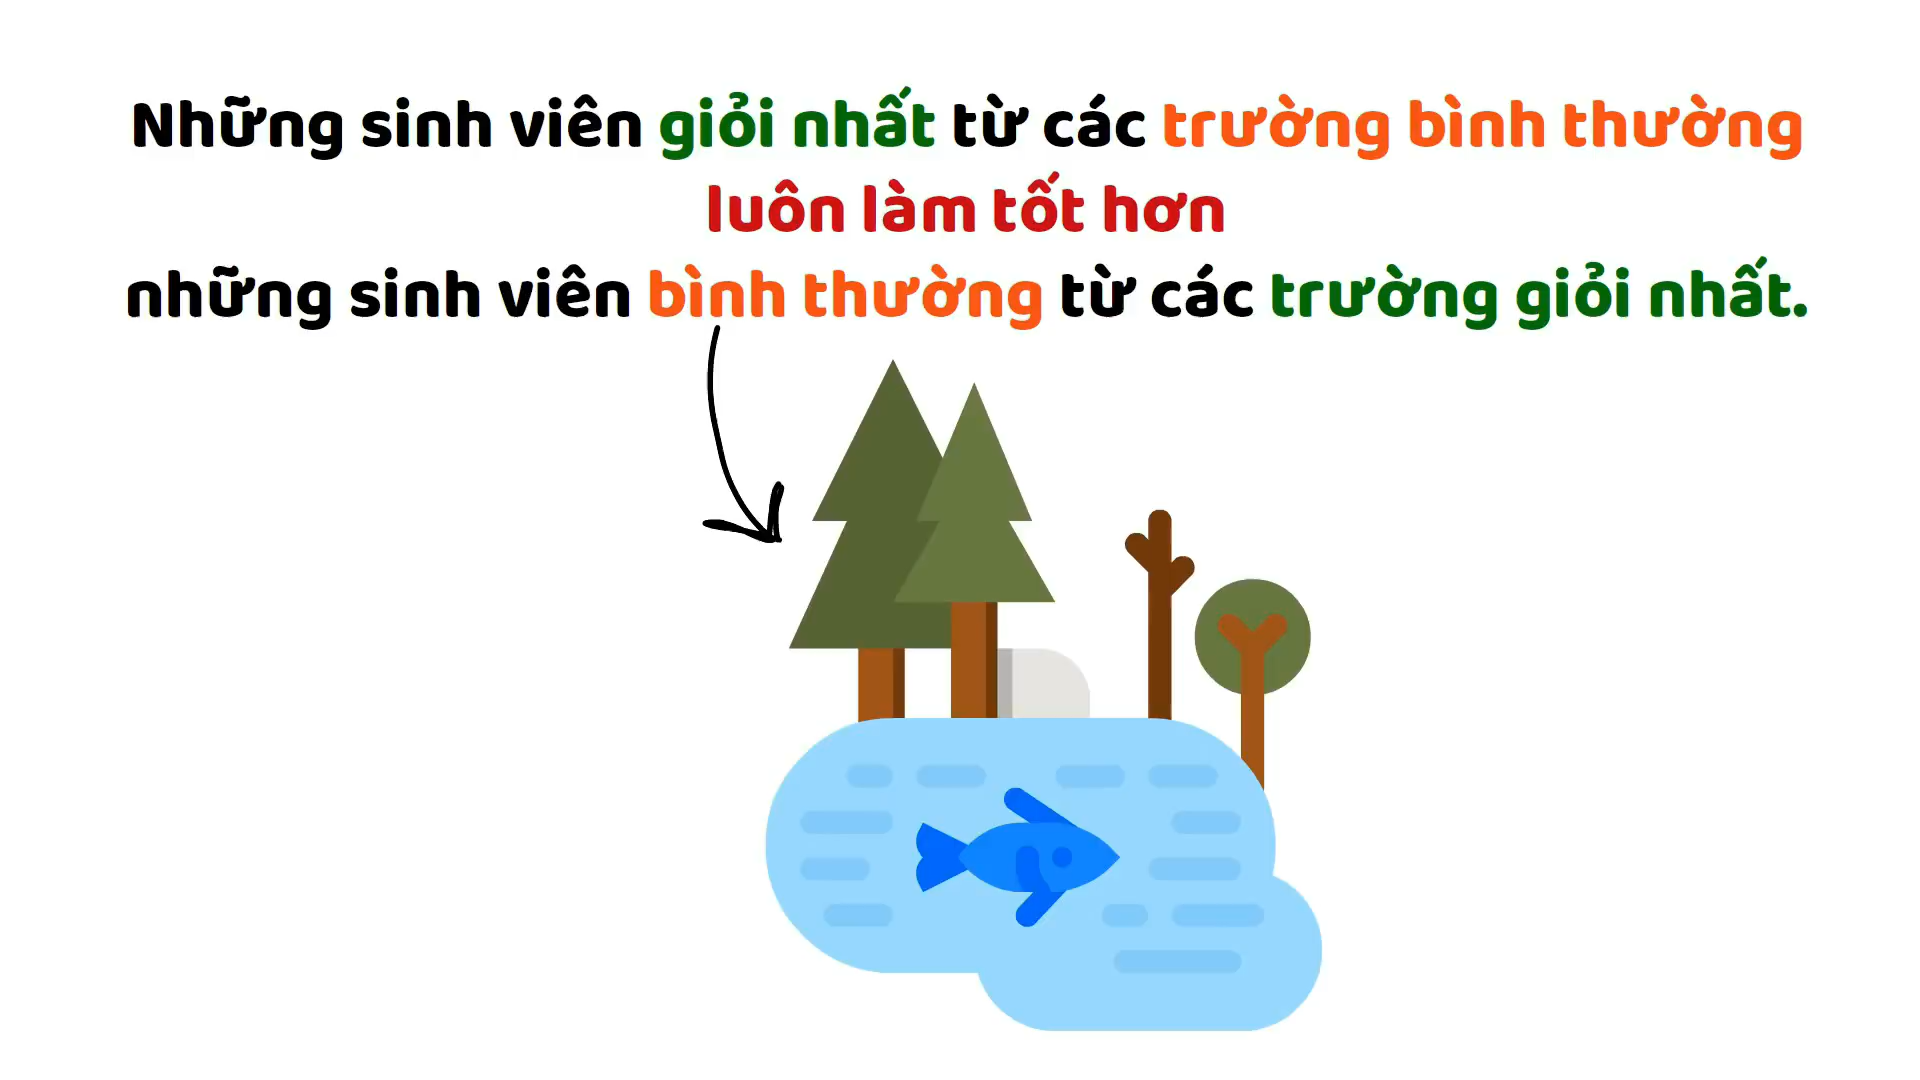 Những sinh viên giỏi nhất từ các trường bình thường
luôn làm tốt hơn
những sinh viên bình thường từ các trường giỏi nhất.